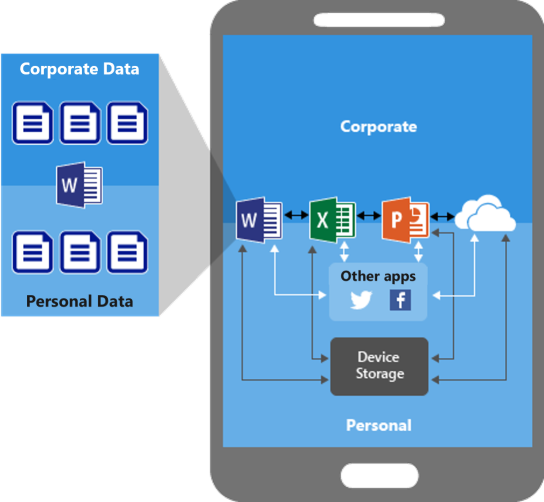 Corporate Data
W
Personal Data
Corporate
W
X
P
Other apps
f
Device
Storage
Personal